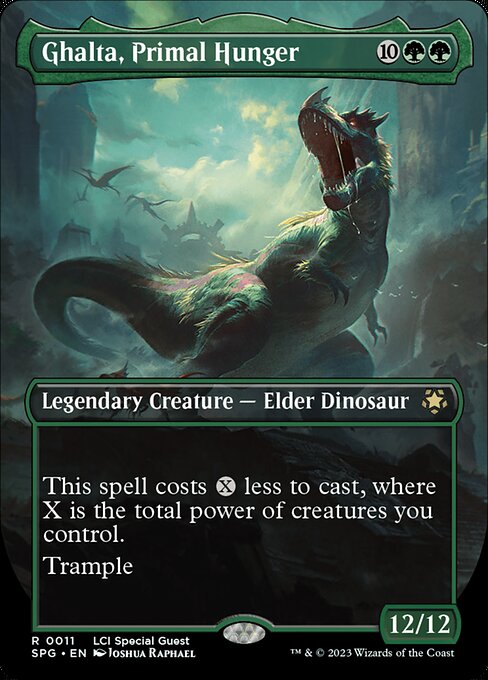 Ghalta, Primal Hunger 10
Legendary Creature — Elder Dinosaur
This spell costs X less to cast, where
X is the total power of creatures you
control.
Trample
12/12
R 0011 LCI Special Guest
SPG • EN Joshua Raphael
™ & © 2023 Wizards of the Coast